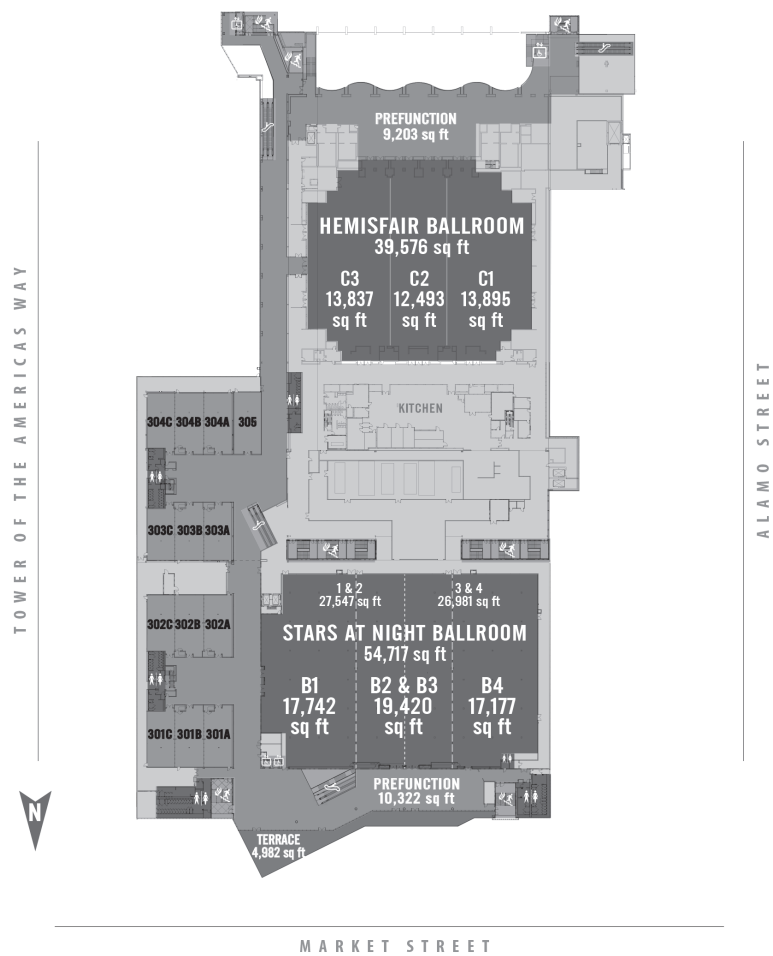 PREFUNCTION
9,203 sq ft
HEMISFAIR BALLROOM
39,576 sq ft
C3
13,837
sq ft
C2
12,493
sq ft
C1
13,895
sq ft
TOWER OF THE AMERICAS WAY
ALAMO STREET
KITCHEN
304C 304B 304A 305
303C 303B 303A
302C 302B 302A
301C 301B 301A
1 & 2
27,547 sq ft
3 & 4
26,981 sq ft
STARS AT NIGHT BALLROOM
54,717 sq ft
B1
17,742
sq ft
B2 & B3
19,420
sq ft
B4
17,177
sq ft
PREFUNCTION
10,322 sq ft
N
TERRACE
4,982 sq ft
MARKET STREET